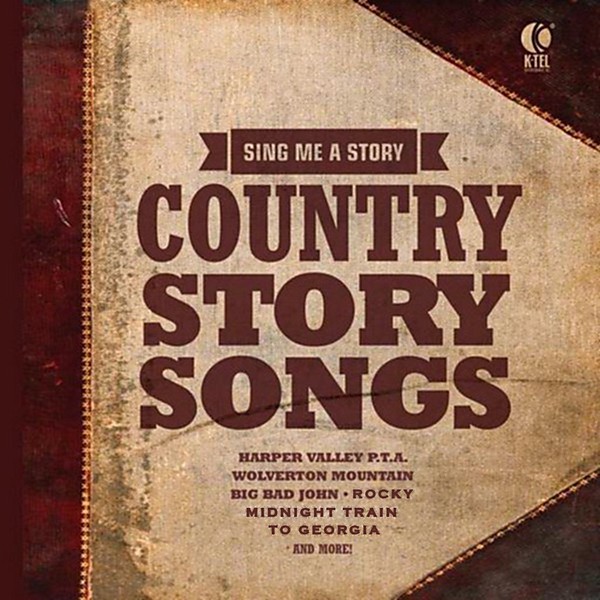 K-TEL
SING ME A STORY
COUNTRY
STORY
SONGS
HARPER VALLEY P.T.A.
WOLVERTON MOUNTAIN
BIG BAD JOHN • ROCKY
MIDNIGHT TRAIN
TO GEORGIA
• AND MORE!